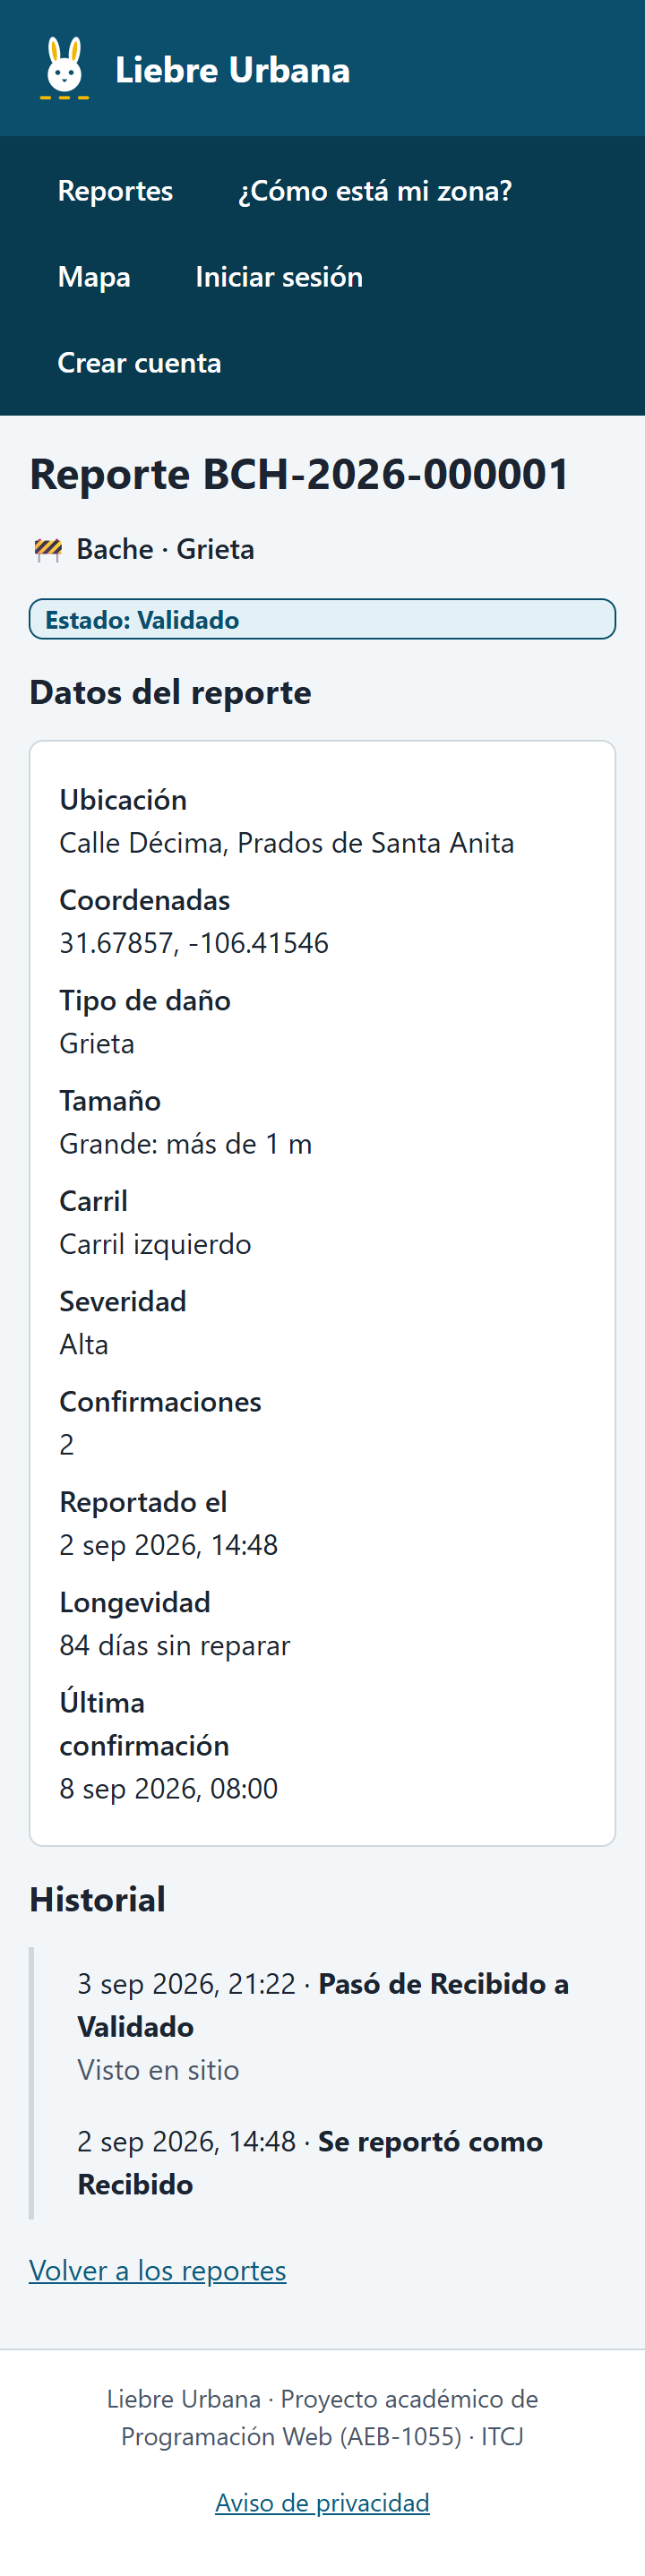 Liebre Urbana
Reportes ¿Cómo está mi zona?
Mapa Iniciar sesión
Crear cuenta
Reporte BCH-2026-000001
🚧 Bache · Grieta
Estado: Validado
Datos del reporte
Ubicación
Calle Décima, Prados de Santa Anita
Coordenadas
31.67857, -106.41546
Tipo de daño
Grieta
Tamaño
Grande: más de 1 m
Carril
Carril izquierdo
Severidad
Alta
Confirmaciones
2
Reportado el
2 sep 2026, 14:48
Longevidad
84 días sin reparar
Última
confirmación
8 sep 2026, 08:00
Historial
3 sep 2026, 21:22 · Pasó de Recibido a
Validado
Visto en sitio
2 sep 2026, 14:48 · Se reportó como
Recibido
Volver a los reportes
Liebre Urbana · Proyecto académico de
Programación Web (AEB-1055) · ITCJ
Aviso de privacidad